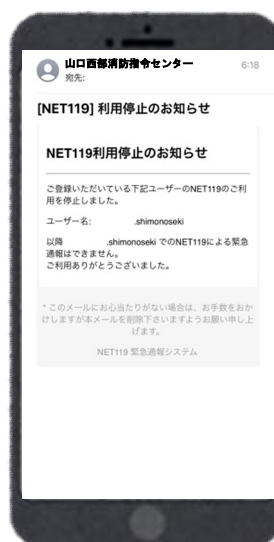 山口西部消防指令センター
6:18
宛先:
[NET119] 利用停止のお知らせ
NET119利用停止のお知らせ
ご登録いただいている下記ユーザーのNET119のご利
用を停止しました。
ユーザー名: .shimonoseki
以降 .shimonoseki でのNET119による緊急
通報はできません。
ご利用ありがとうございました。
* このメールにお心当たりがない場合は、お手数をおか
けしますが本メールを削除下さいますようお願い申し上
げます。
NET119 緊急通報システム